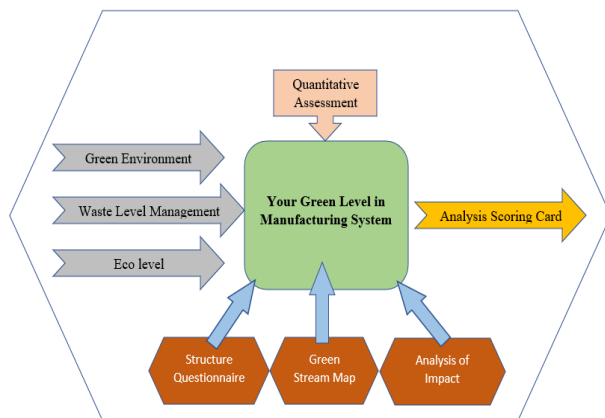 Quantitative
Assessment
Green Environment
Waste Level Management
Eco level
Your Green Level in
Manufacturing System
Analysis Scoring Card
Structure
Questionnaire
Green
Stream Map
Analysis of
Impact